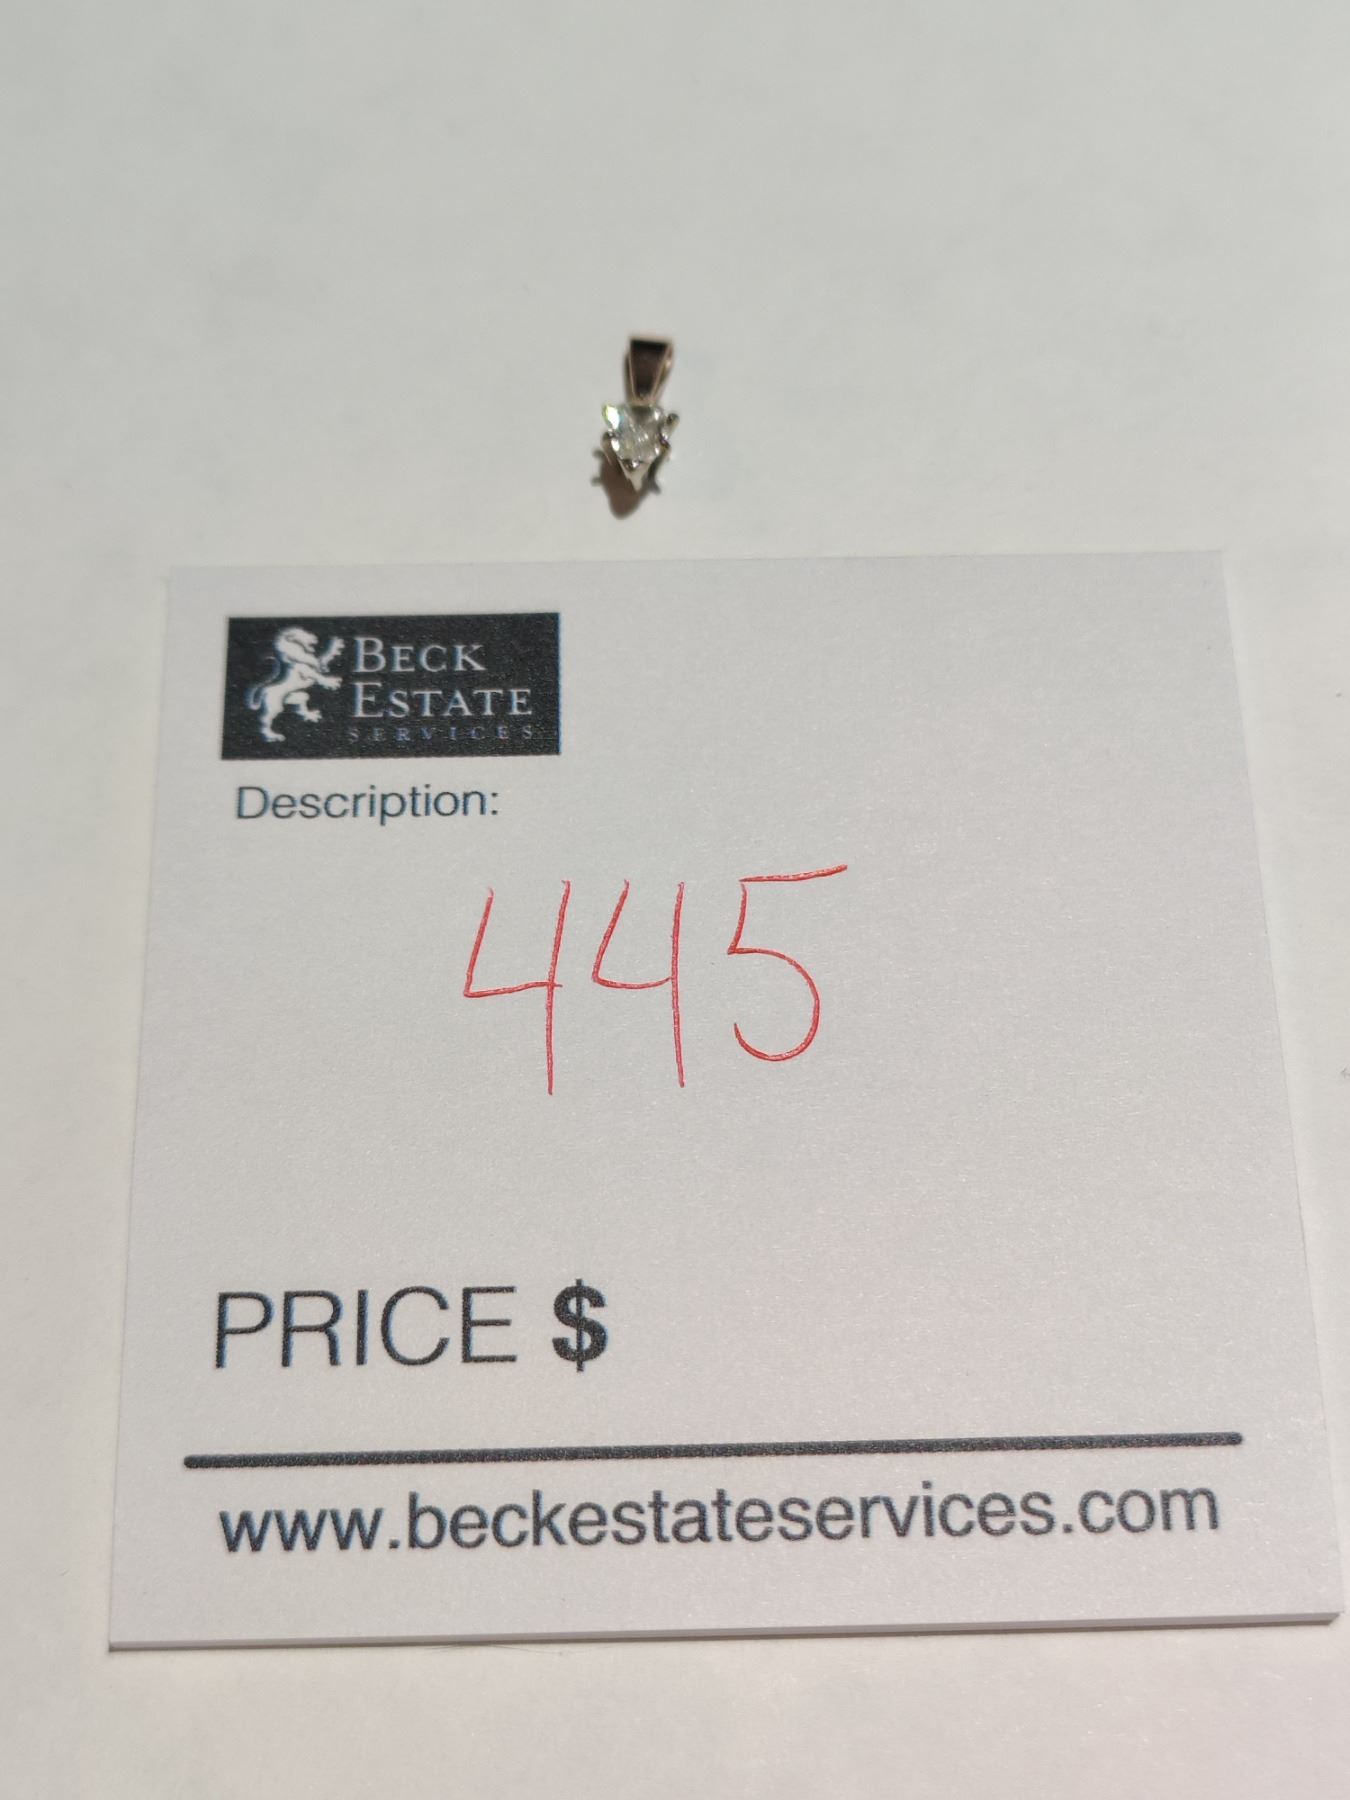 BECK
ESTATE
SERVICES
Description:
445
PRICE $
www.beckestateservices.com